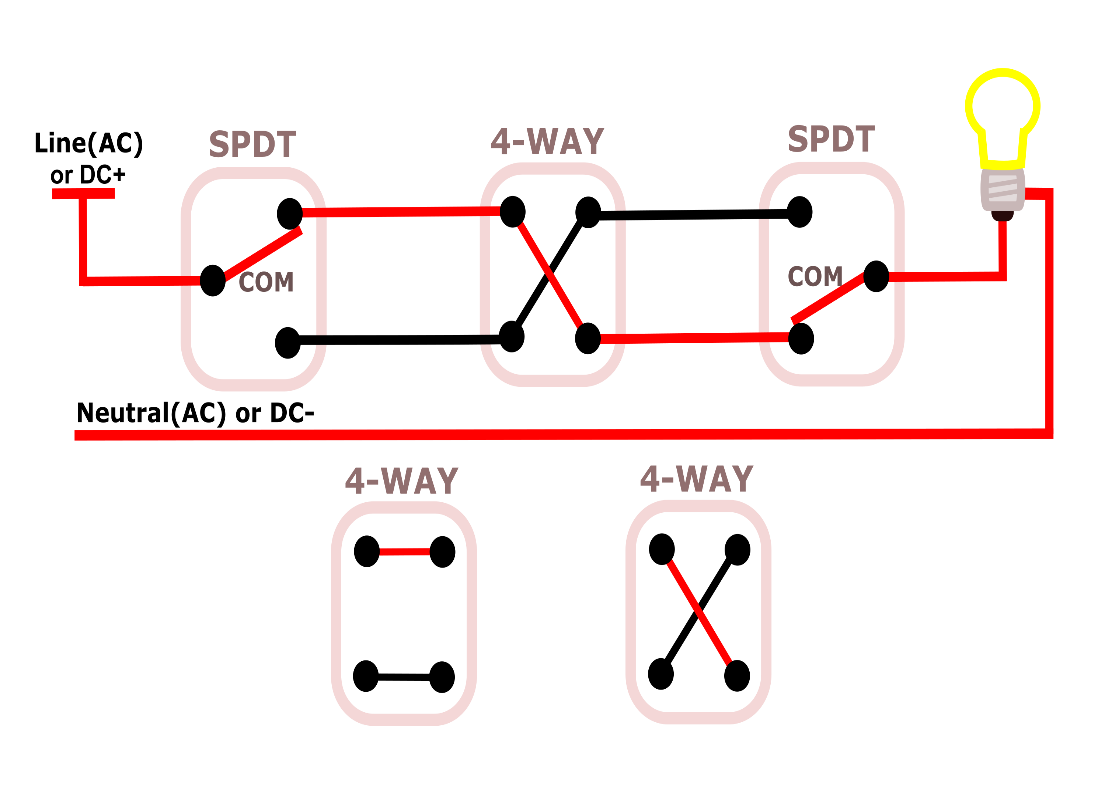 Line(AC)
or DC+
SPDT
4-WAY
SPDT
COM
COM
Neutral(AC) or DC-
4-WAY
4-WAY